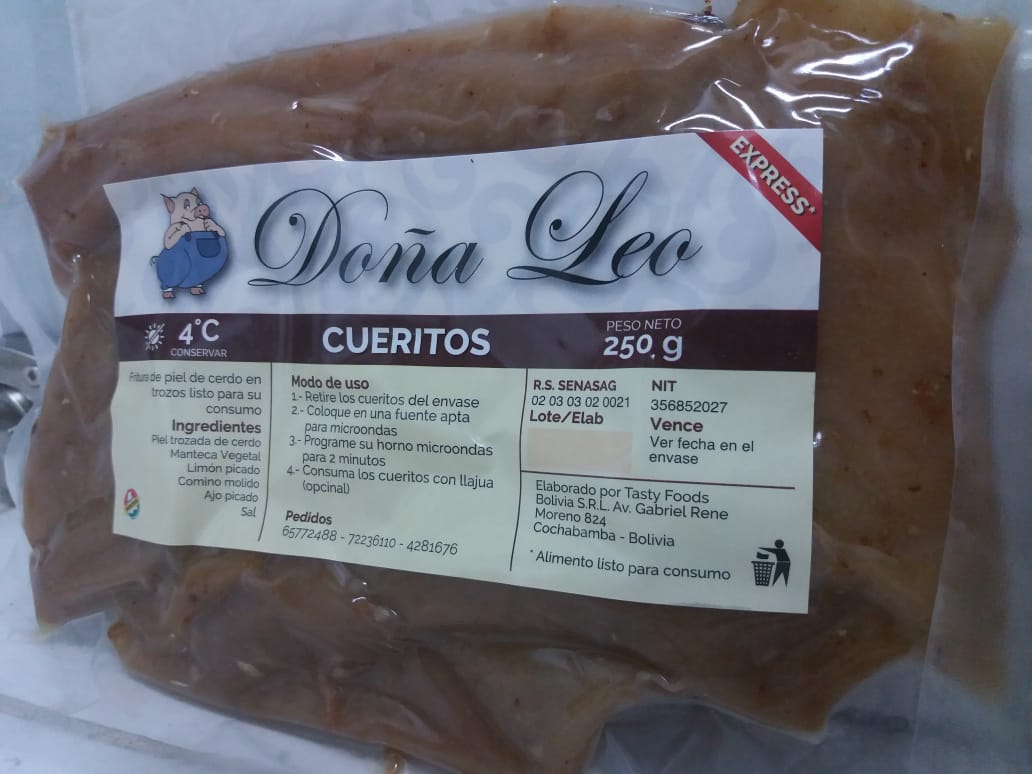 Doña Leo
EXPRESS*
4°C
CONSERVAR
CUERITOS
PESO NETO
250. g
Fritura de piel de cerdo en
trozos listo para su
consumo
Ingredientes
Piel trozada de cerdo
Manteca Vegetal
Limón picado
Comino molido
Ajo picado
Sal
Modo de uso
1.- Retire los cueritos del envase
2.- Coloque en una fuente apta
para microondas
3.- Programe su horno microondas
para 2 minutos
4.- Consuma los cueritos con llajua
(opcinal)
Pedidos
65772488 - 72236110 - 4281676
R.S. SENASAG
02 03 03 02 0021
Lote/Elab
NIT
356852027
Vence
Ver fecha en el
envase
Elaborado por Tasty Foods
Bolivia S.R.L. Av. Gabriel Rene
Moreno 824
Cochabamba - Bolivia
* Alimento listo para consumo